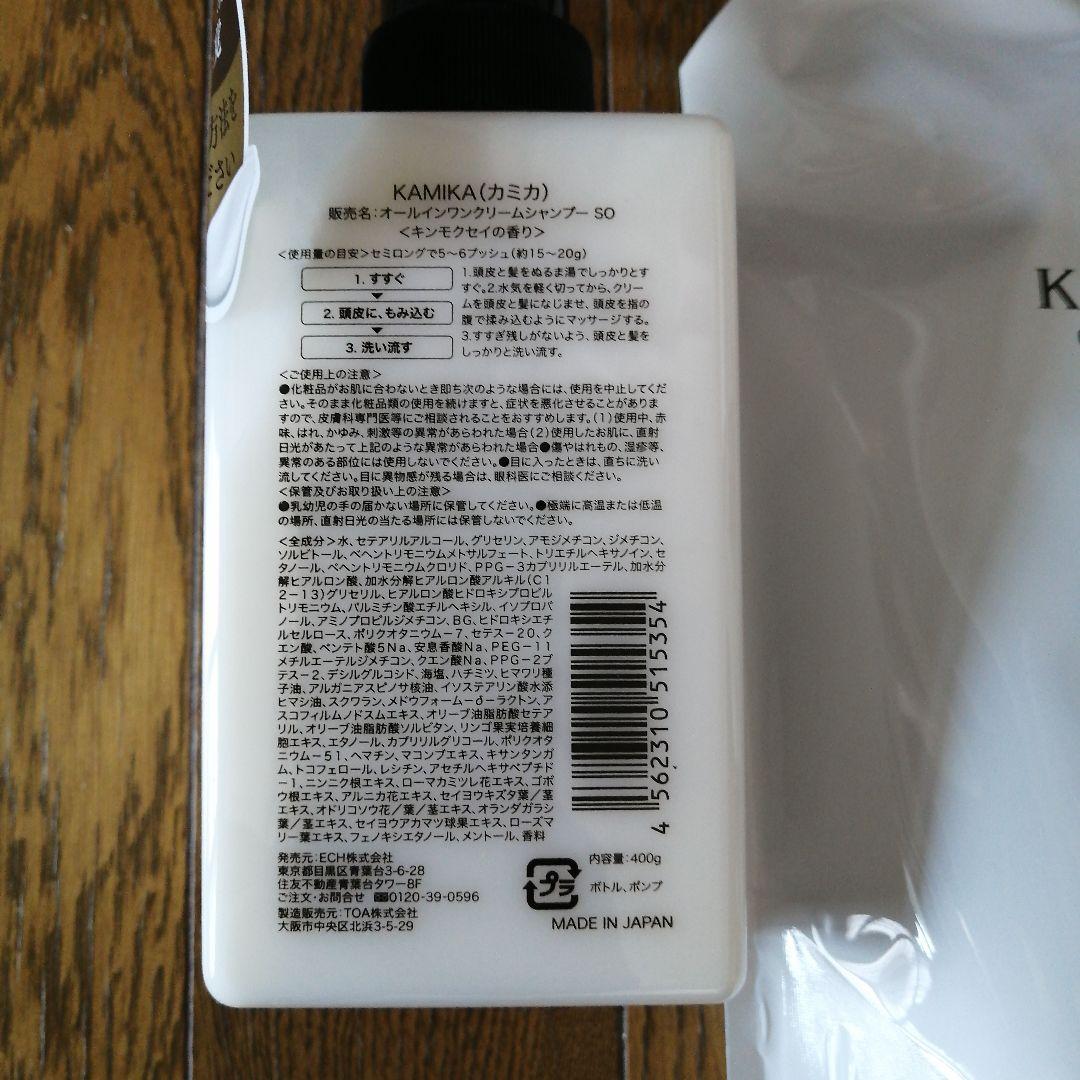 方法を
ださい
KAMIKA(カミカ)
販売名:オールインワンクリームシャンプー SO
<キンモクセイの香り>
<使用量の目安>セミロングで5〜6プッシュ(約15〜20g)
1. すすぐ
2. 頭皮に、もみ込む
3. 洗い流す
1.頭皮と髪をぬるま湯でしっかりとす
すぐ。2.水気を軽く切ってから、クリー
ムを頭皮と髪になじませ、頭皮を指の
腹で揉み込むようにマッサージする。
3.すすぎ残しがないよう、頭皮と髪を
しっかりと洗い流す。
<ご使用上の注意>
●化粧品がお肌に合わないとき即ち次のような場合には、使用を中止してくだ
さい。そのまま化粧品類の使用を続けますと、症状を悪化させることがありま
すので、皮膚科専門医等にご相談されることをおすすめします。(1)使用中、赤
味、はれ、かゆみ、刺激等の異常があらわれた場合(2)使用したお肌に、直射
日光があたって上記のような異常があらわれた場合●傷やはれもの、湿疹等、
異常のある部位には使用しないでください。●目に入ったときは、直ちに洗い
流してください。目に異物感が残る場合は、眼科医にご相談ください。
<保管及びお取り扱い上の注意>
●乳幼児の手の届かない場所に保管してください。●極端に高温または低温
の場所、直射日光の当たる場所には保管しないでください。
<全成分>水、セテアリルアルコール、グリセリン、アモジメチコン、ジメチコン、
ソルビトール、ベヘントリモニウムメトサルフェート、トリエチルヘキサノイン、セ
タノール、ベヘントリモニウムクロリド、PPG-3カプリリルエーテル、加水分
解ヒアルロン酸、加水分解ヒアルロン酸アルキル(C1
2-13)グリセリル、ヒアルロン酸ヒドロキシプロピル
トリモニウム、パルミチン酸エチルヘキシル、イソプロパ
ノール、アミノプロピルジメチコン、BG、ヒドロキシエチ
ルセルロース、ポリクオタニウム-7、セテス-20、ク
エン酸、ペンテト酸5Na、安息香酸Na、PEG-11
メチルエーテルジメチコン、クエン酸Na、PPG-2ブ
テス-2、デシルグルコシド、海塩、ハチミツ、ヒマワリ種
子油、アルガニアスピノサ核油、イソステアリン酸水添
ヒマシ油、スクワラン、メドウフォーム-δ-ラクトン、ア
スコフィルムノドスムエキス、オリーブ油脂肪酸セテア
リル、オリーブ油脂肪酸ソルビタン、リンゴ果実培養細
胞エキス、エタノール、カプリリルグリコール、ポリクオタ
ニウム-51、ヘマチン、マコンブエキス、キサンタンガ
ム、トコフェロール、レシチン、アセチルヘキサペプチド
-1、ニンニク根エキス、ローマカミツレ花エキス、ゴボ
ウ根エキス、アルニカ花エキス、セイヨウキズタ葉/茎
エキス、オドリコソウ花/葉/茎エキス、オランダガラシ
葉/茎エキス、セイヨウアカマツ球果エキス、ローズマ
リー葉エキス、フェノキシエタノール、メントール、香料
4 562310 515354
発売元:ECH株式会社
東京都目黒区青葉台3-6-28
住友不動産青葉台タワー8F
ご注文・お問合せ 0120-39-0596
製造販売元:TOA株式会社
大阪市中央区北浜3-5-29
プラ
内容量:400g
ボトル、ポンプ
MADE IN JAPAN
K